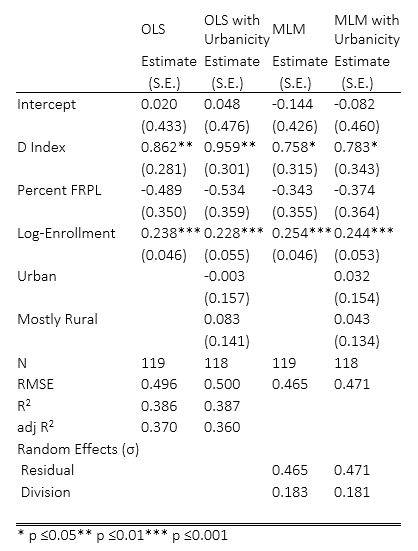 OLS OLS with Urbanicity MLM MLM with Urbanicity
Estimate Estimate Estimate Estimate
(S.E.) (S.E.) (S.E.) (S.E.)
Intercept 0.020 0.048 -0.144 -0.082
(0.433) (0.476) (0.426) (0.460)
D Index 0.862** 0.959** 0.758* 0.783*
(0.281) (0.301) (0.315) (0.343)
Percent FRPL -0.489 -0.534 -0.343 -0.374
(0.350) (0.359) (0.355) (0.364)
Log-Enrollment 0.238*** 0.228*** 0.254*** 0.244***
(0.046) (0.055) (0.046) (0.053)
Urban -0.003 0.032
(0.157) (0.154)
Mostly Rural 0.083 0.043
(0.141) (0.134)
N 119 118 119 118
RMSE 0.496 0.500 0.465 0.471
R² 0.386 0.387
adj R² 0.370 0.360
Random Effects (σ)
Residual 0.465 0.471
Division 0.183 0.181
* p ≤0.05** p ≤0.01*** p ≤0.001